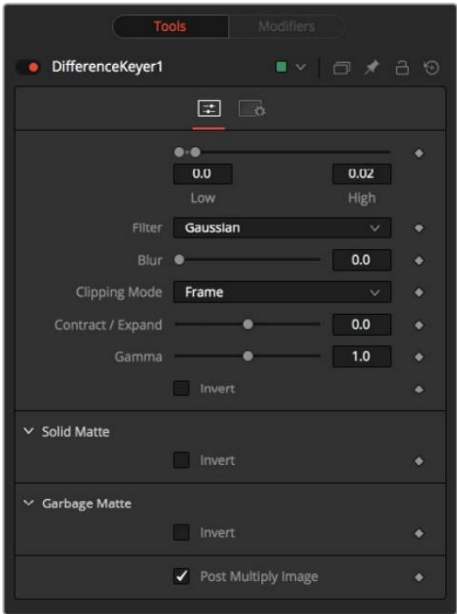 Tools Modifiers
DifferenceKeyer1
0.0 0.02
Low High
Filter Gaussian
Blur 0.0
Clipping Mode Frame
Contract / Expand 0.0
Gamma 1.0
Invert
Solid Matte
Invert
Garbage Matte
Invert
Post Multiply Image